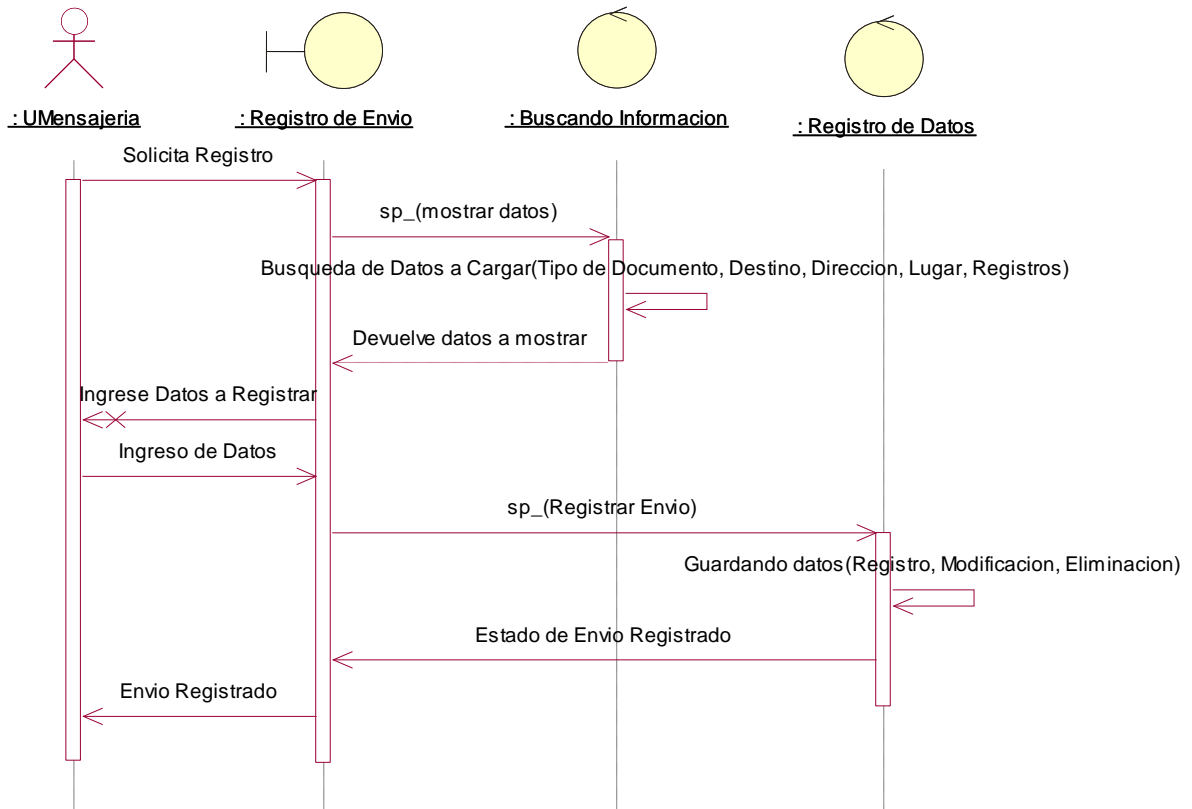 : UMensajeria
: Registro de Envio
: Buscando Informacion
: Registro de Datos
Solicita Registro
sp_(mostrar datos)
Busqueda de Datos a Cargar(Tipo de Documento, Destino, Direccion, Lugar, Registros)
Devuelve datos a mostrar
Ingrese Datos a Registrar
Ingreso de Datos
sp_(Registrar Envio)
Guardando datos(Registro, Modificacion, Eliminacion)
Estado de Envio Registrado
Envio Registrado